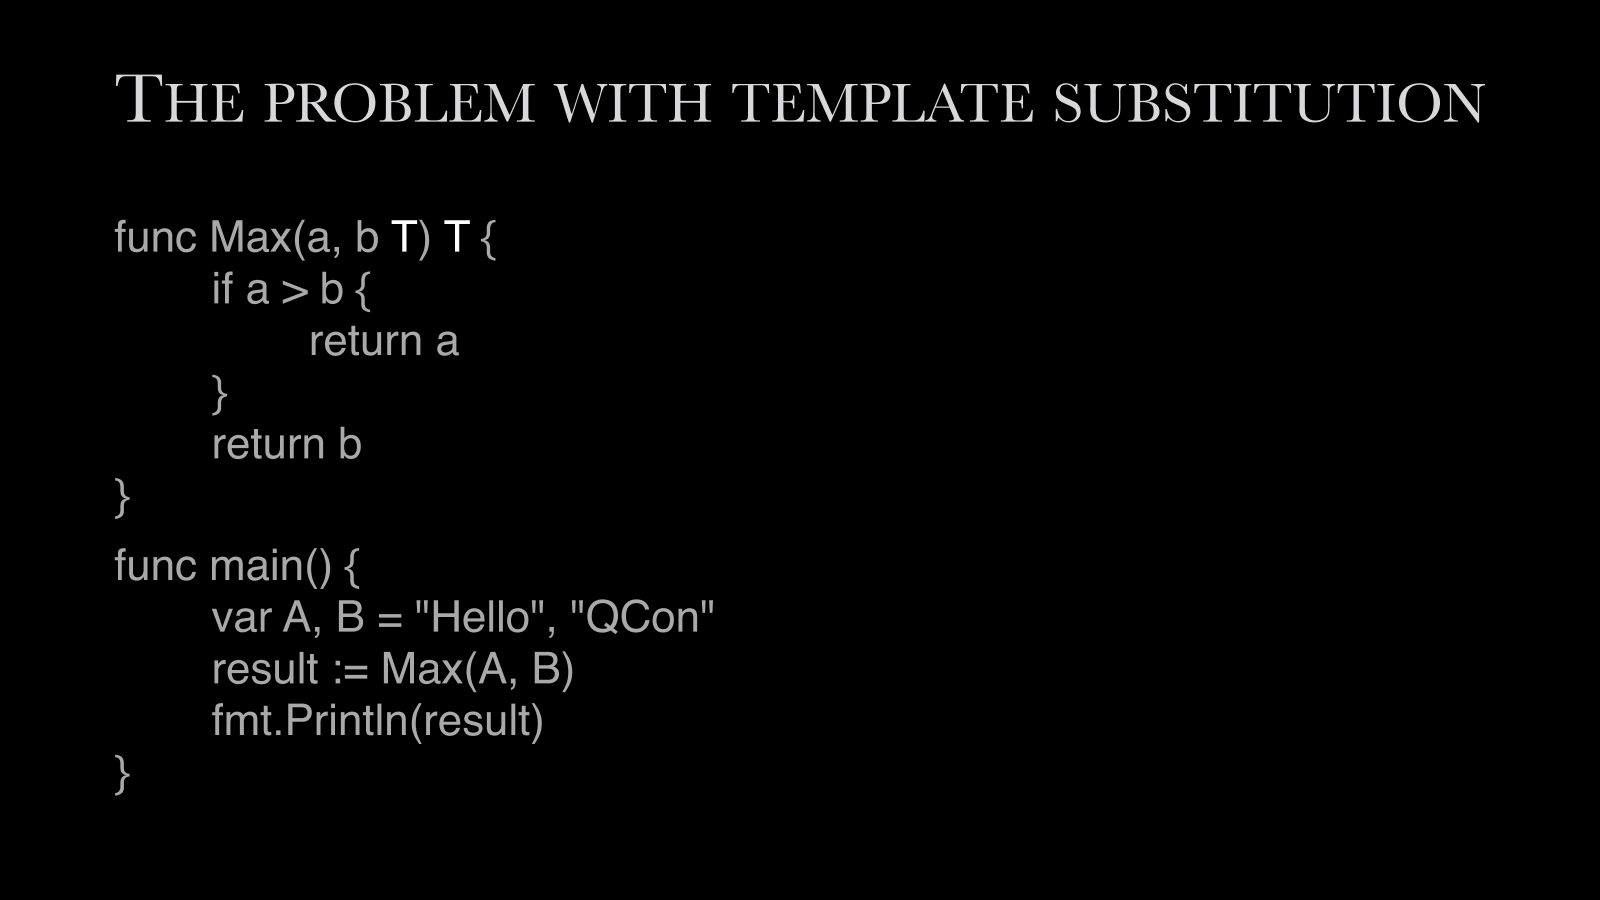 The problem with template substitution
func Max(a, b T) T {
if a > b {
return a
}
return b
}
func main() {
var A, B = "Hello", "QCon"
result := Max(A, B)
fmt.Println(result)
}